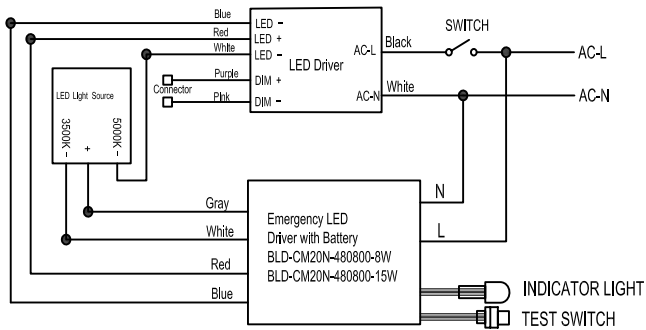 Blue
Red
White
Purple
Pink
Connector
LED -
LED +
LED -
DIM +
DIM -
LED Driver
AC-L
AC-N
Black
White
SWITCH
AC-L
AC-N
LED Light Source
3500K -
+
5000K -
Gray
White
Red
Blue
Emergency LED
Driver with Battery
BLD-CM20N-480800-8W
BLD-CM20N-480800-15W
N
L
INDICATOR LIGHT
TEST SWITCH